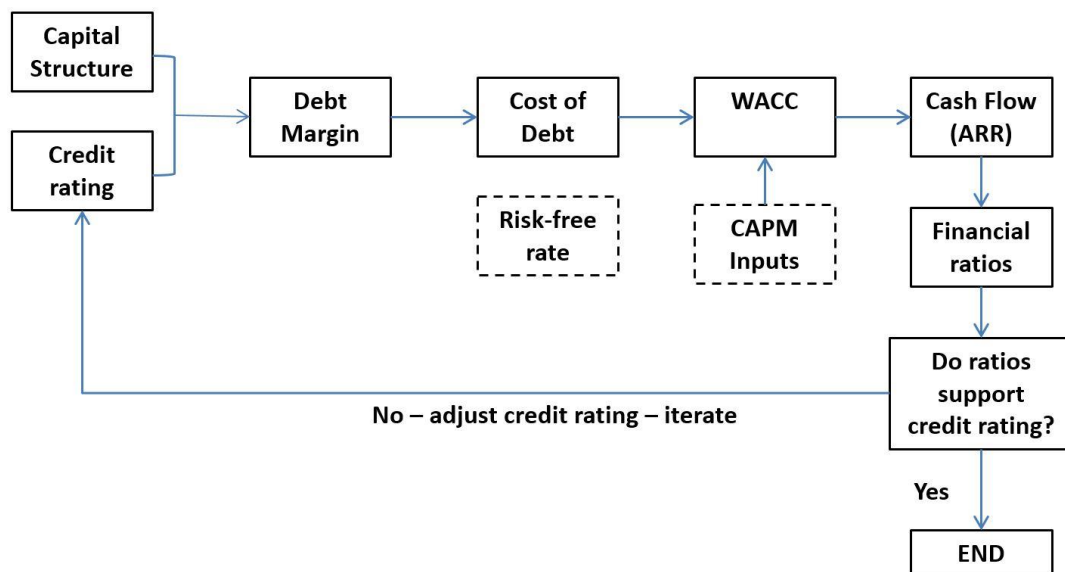 Capital
Structure
Credit
rating
Debt
Margin
Cost of
Debt
WACC
Cash Flow
(ARR)
Risk-free
rate
CAPM
Inputs
Financial
ratios
Do ratios
support
credit rating?
No – adjust credit rating – iterate
Yes
END